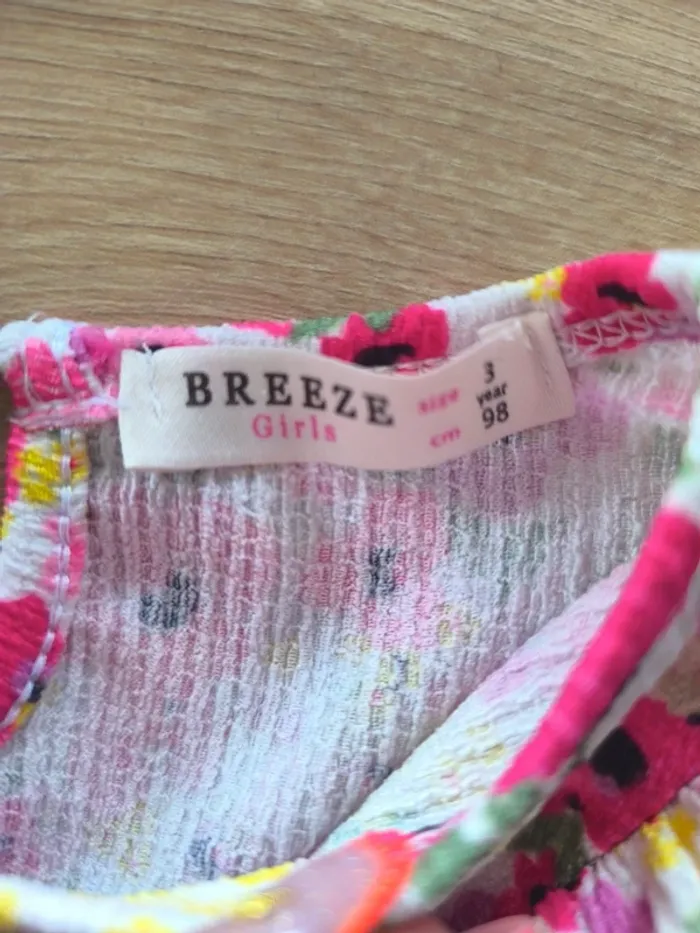 BREEZE
Girls
size 3 year
cm 98